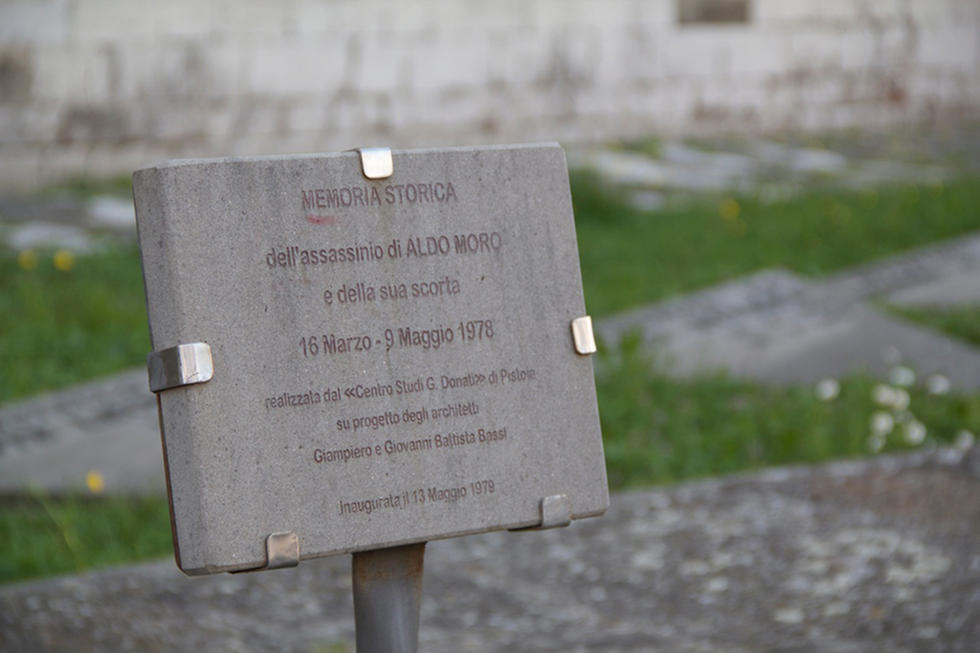 MEMORIA STORICA
dell'assassinio di ALDO MORO
e della sua scorta
16 Marzo - 9 Maggio 1978
realizzata dal «Centro Studi G. Donati» di Pistoia
su progetto degli architetti
Giampiero e Giovanni Battista Bassi
Inaugurata il 13 Maggio 1979